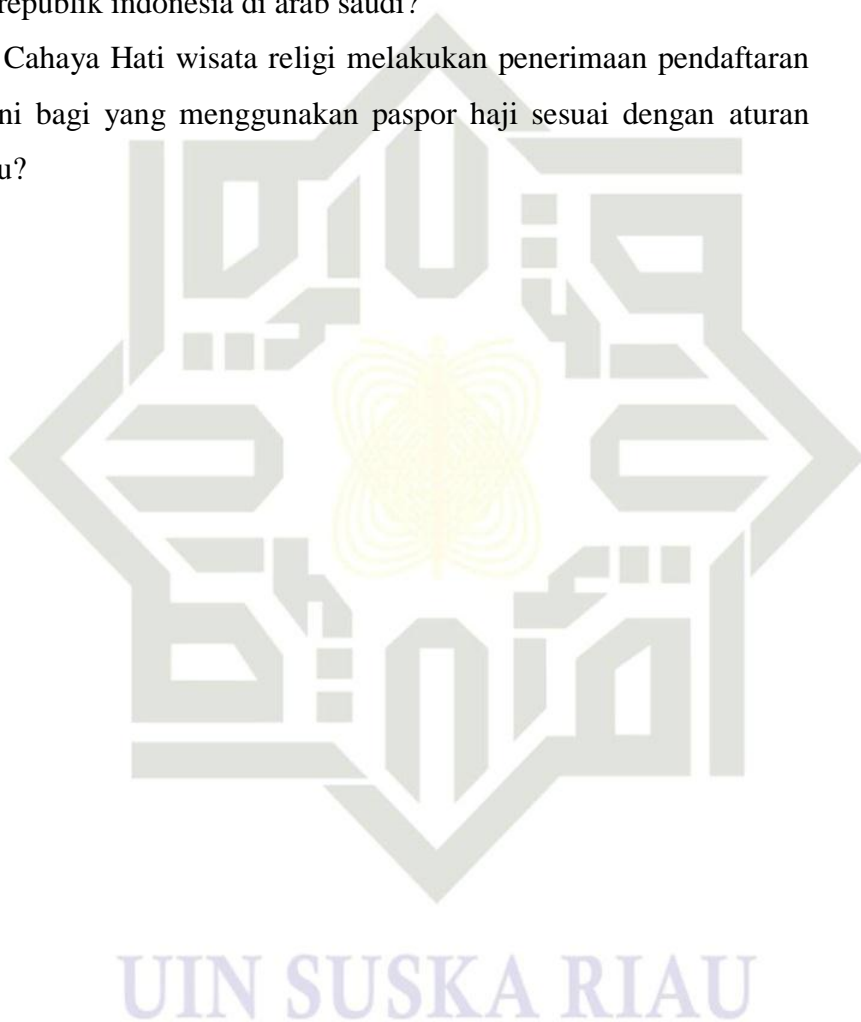 republik indonesia di arab saudi?
Cahaya Hati wisata religi melakukan penerimaan pendaftaran
ni bagi yang menggunakan paspor haji sesuai dengan aturan
u?
UIN SUSKA RIAU